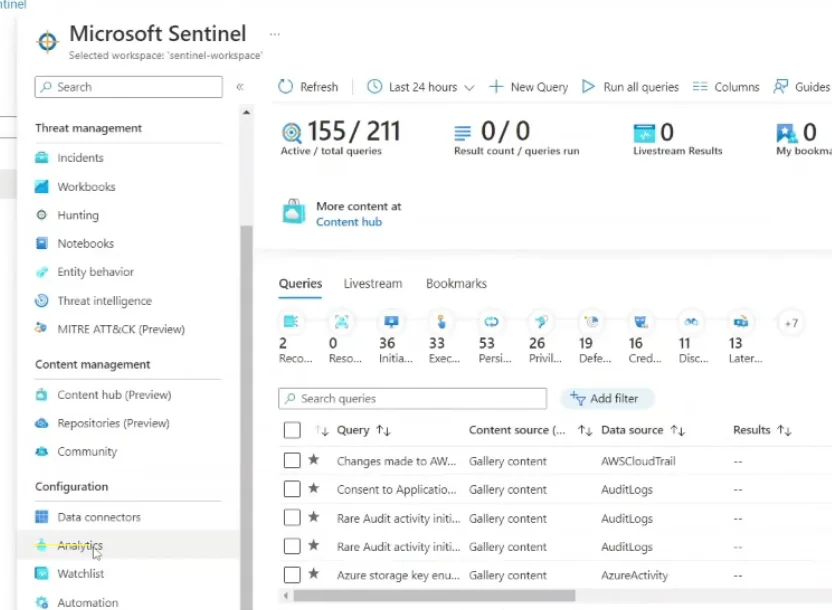 ntinel
Microsoft Sentinel ...
Selected workspace: 'sentinel-workspace'
Search «
Refresh Last 24 hours New Query Run all queries Columns Guides
Threat management
Incidents
Workbooks
Hunting
Notebooks
Entity behavior
Threat intelligence
MITRE ATT&CK (Preview)
Content management
Content hub (Preview)
Repositories (Preview)
Community
Configuration
Data connectors
Analytics
Watchlist
Automation
155 / 211
Active / total queries
0 / 0
Result count / queries run
0
Livestream Results
0
My bookma
More content at
Content hub
Queries Livestream Bookmarks
2 0 36 33 53 26 19 16 11 13 +7
Reco... Reso... Initia... Exec... Persi... Privil... Defe... Cred... Disc... Later...
Search queries Add filter
Query Content source (... Data source Results
Changes made to AW... Gallery content AWSCloudTrail --
Consent to Applicatio... Gallery content AuditLogs --
Rare Audit activity initi... Gallery content AuditLogs --
Rare Audit activity initi... Gallery content AuditLogs --
Azure storage key enu... Gallery content AzureActivity --